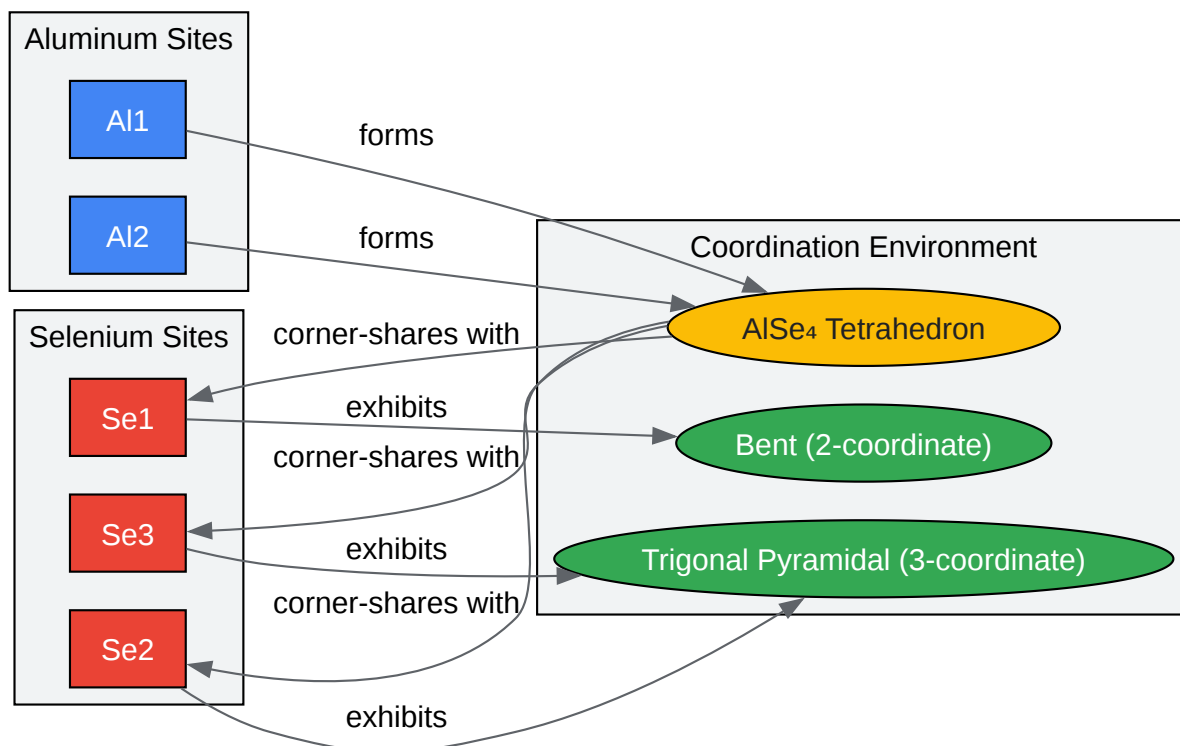 Aluminum Sites
Al1
forms
Al2
forms
Coordination Environment
AlSe₄ Tetrahedron
Selenium Sites
corner-shares with
Se1
exhibits
Bent (2-coordinate)
corner-shares with
Se3
exhibits
Trigonal Pyramidal (3-coordinate)
corner-shares with
Se2
exhibits